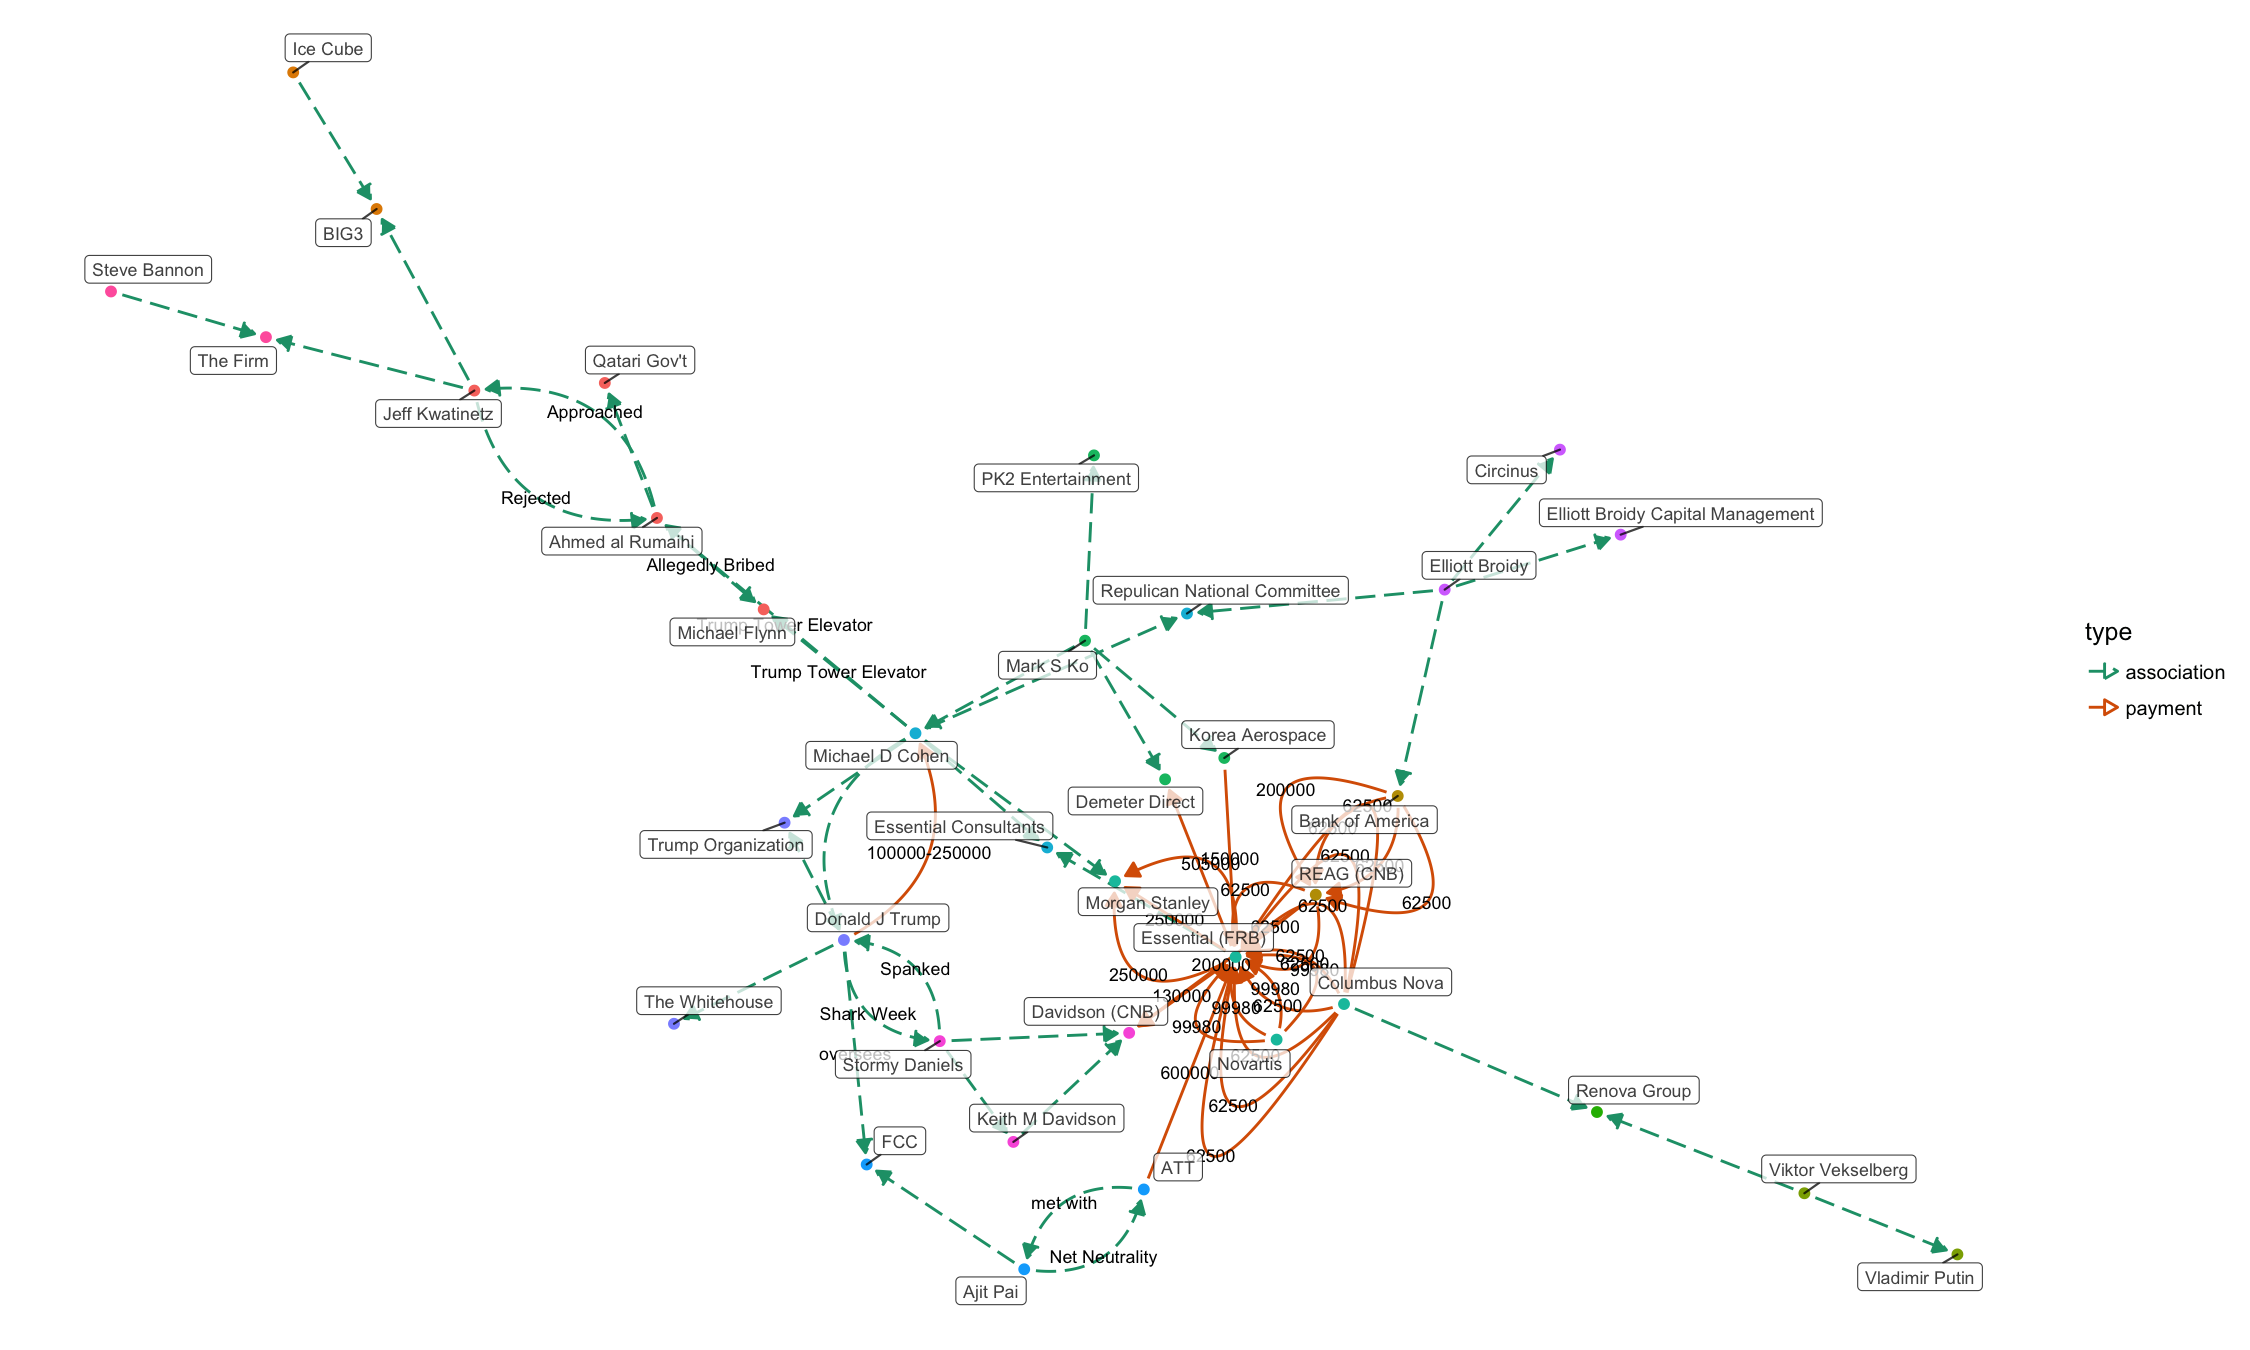 Ice Cube
BIG3
Steve Bannon
The Firm
Qatari Gov't
Jeff Kwatinetz
Approached
Rejected
Ahmed al Rumaihi
Allegedly Bribed
Trump Tower Elevator
Michael Flynn
Trump Tower Elevator
PK2 Entertainment
Circinus
Elliott Broidy Capital Management
Elliott Broidy
Repulican National Committee
type
association
payment
Mark S Ko
Korea Aerospace
Michael D Cohen
Demeter Direct
200000
62500
Bank of America
62500
Essential Consultants
Trump Organization
100000-250000
150000
505000
62500
62500
REAG (CNB)
62500
62500
62500
Morgan Stanley
250000
62500
Donald J Trump
Essential (FRB)
62500
62500
99980
200000
250000
Columbus Nova
Spanked
The Whitehouse
99980
130000
99980
62500
Davidson (CNB)
Shark Week
99980
oversees
Stormy Daniels
62500
Novartis
600000
62500
Renova Group
Keith M Davidson
FCC
62500
ATT
Viktor Vekselberg
met with
Net Neutrality
Ajit Pai
Vladimir Putin